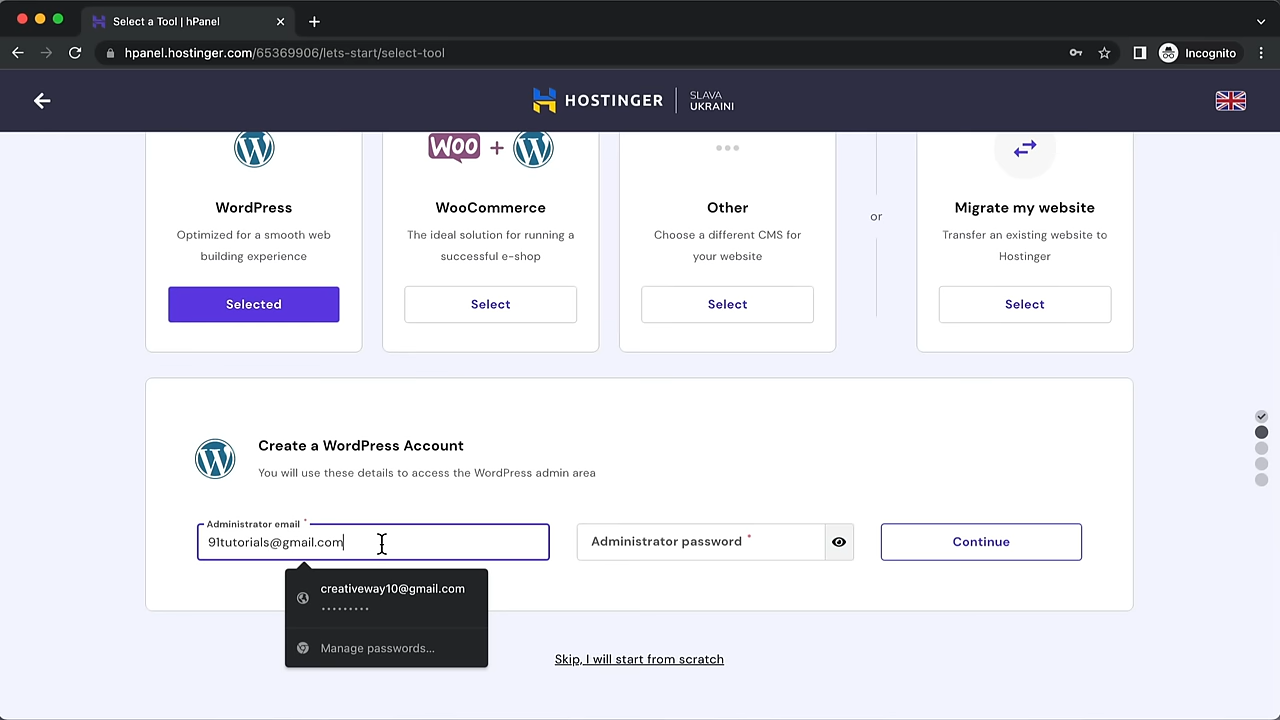 Select a Tool | hPanel
hpanel.hostinger.com/65369906/lets-start/select-tool
Incognito
HOSTINGER
SLAVA
UKRAINI
WordPress
Optimized for a smooth web
building experience
Selected
WOO
WooCommerce
The ideal solution for running a
successful e-shop
Select
Other
Choose a different CMS for
your website
Select
or
Migrate my website
Transfer an existing website to
Hostinger
Select
Create a WordPress Account
You will use these details to access the WordPress admin area
Administrator email *
91tutorials@gmail.com
Administrator password *
Continue
creativeway10@gmail.com
•••••••••
Manage passwords...
Skip, I will start from scratch